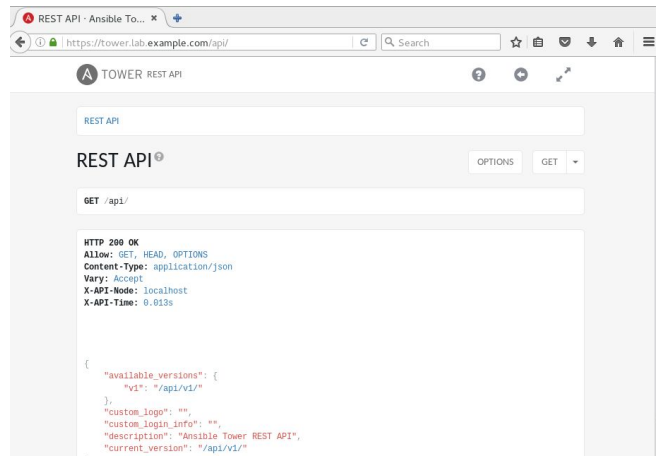 REST API · Ansible To...
https://tower.lab.example.com/api/
Search
A TOWER REST API
REST API
REST API
OPTIONS
GET
GET /api/
HTTP 200 OK
Allow: GET, HEAD, OPTIONS
Content-Type: application/json
Vary: Accept
X-API-Node: localhost
X-API-Time: 0.013s
{
"available_versions": {
"v1": "/api/v1/"
},
"custom_logo": "",
"custom_login_info": "",
"description": "Ansible Tower REST API",
"current_version": "/api/v1/"